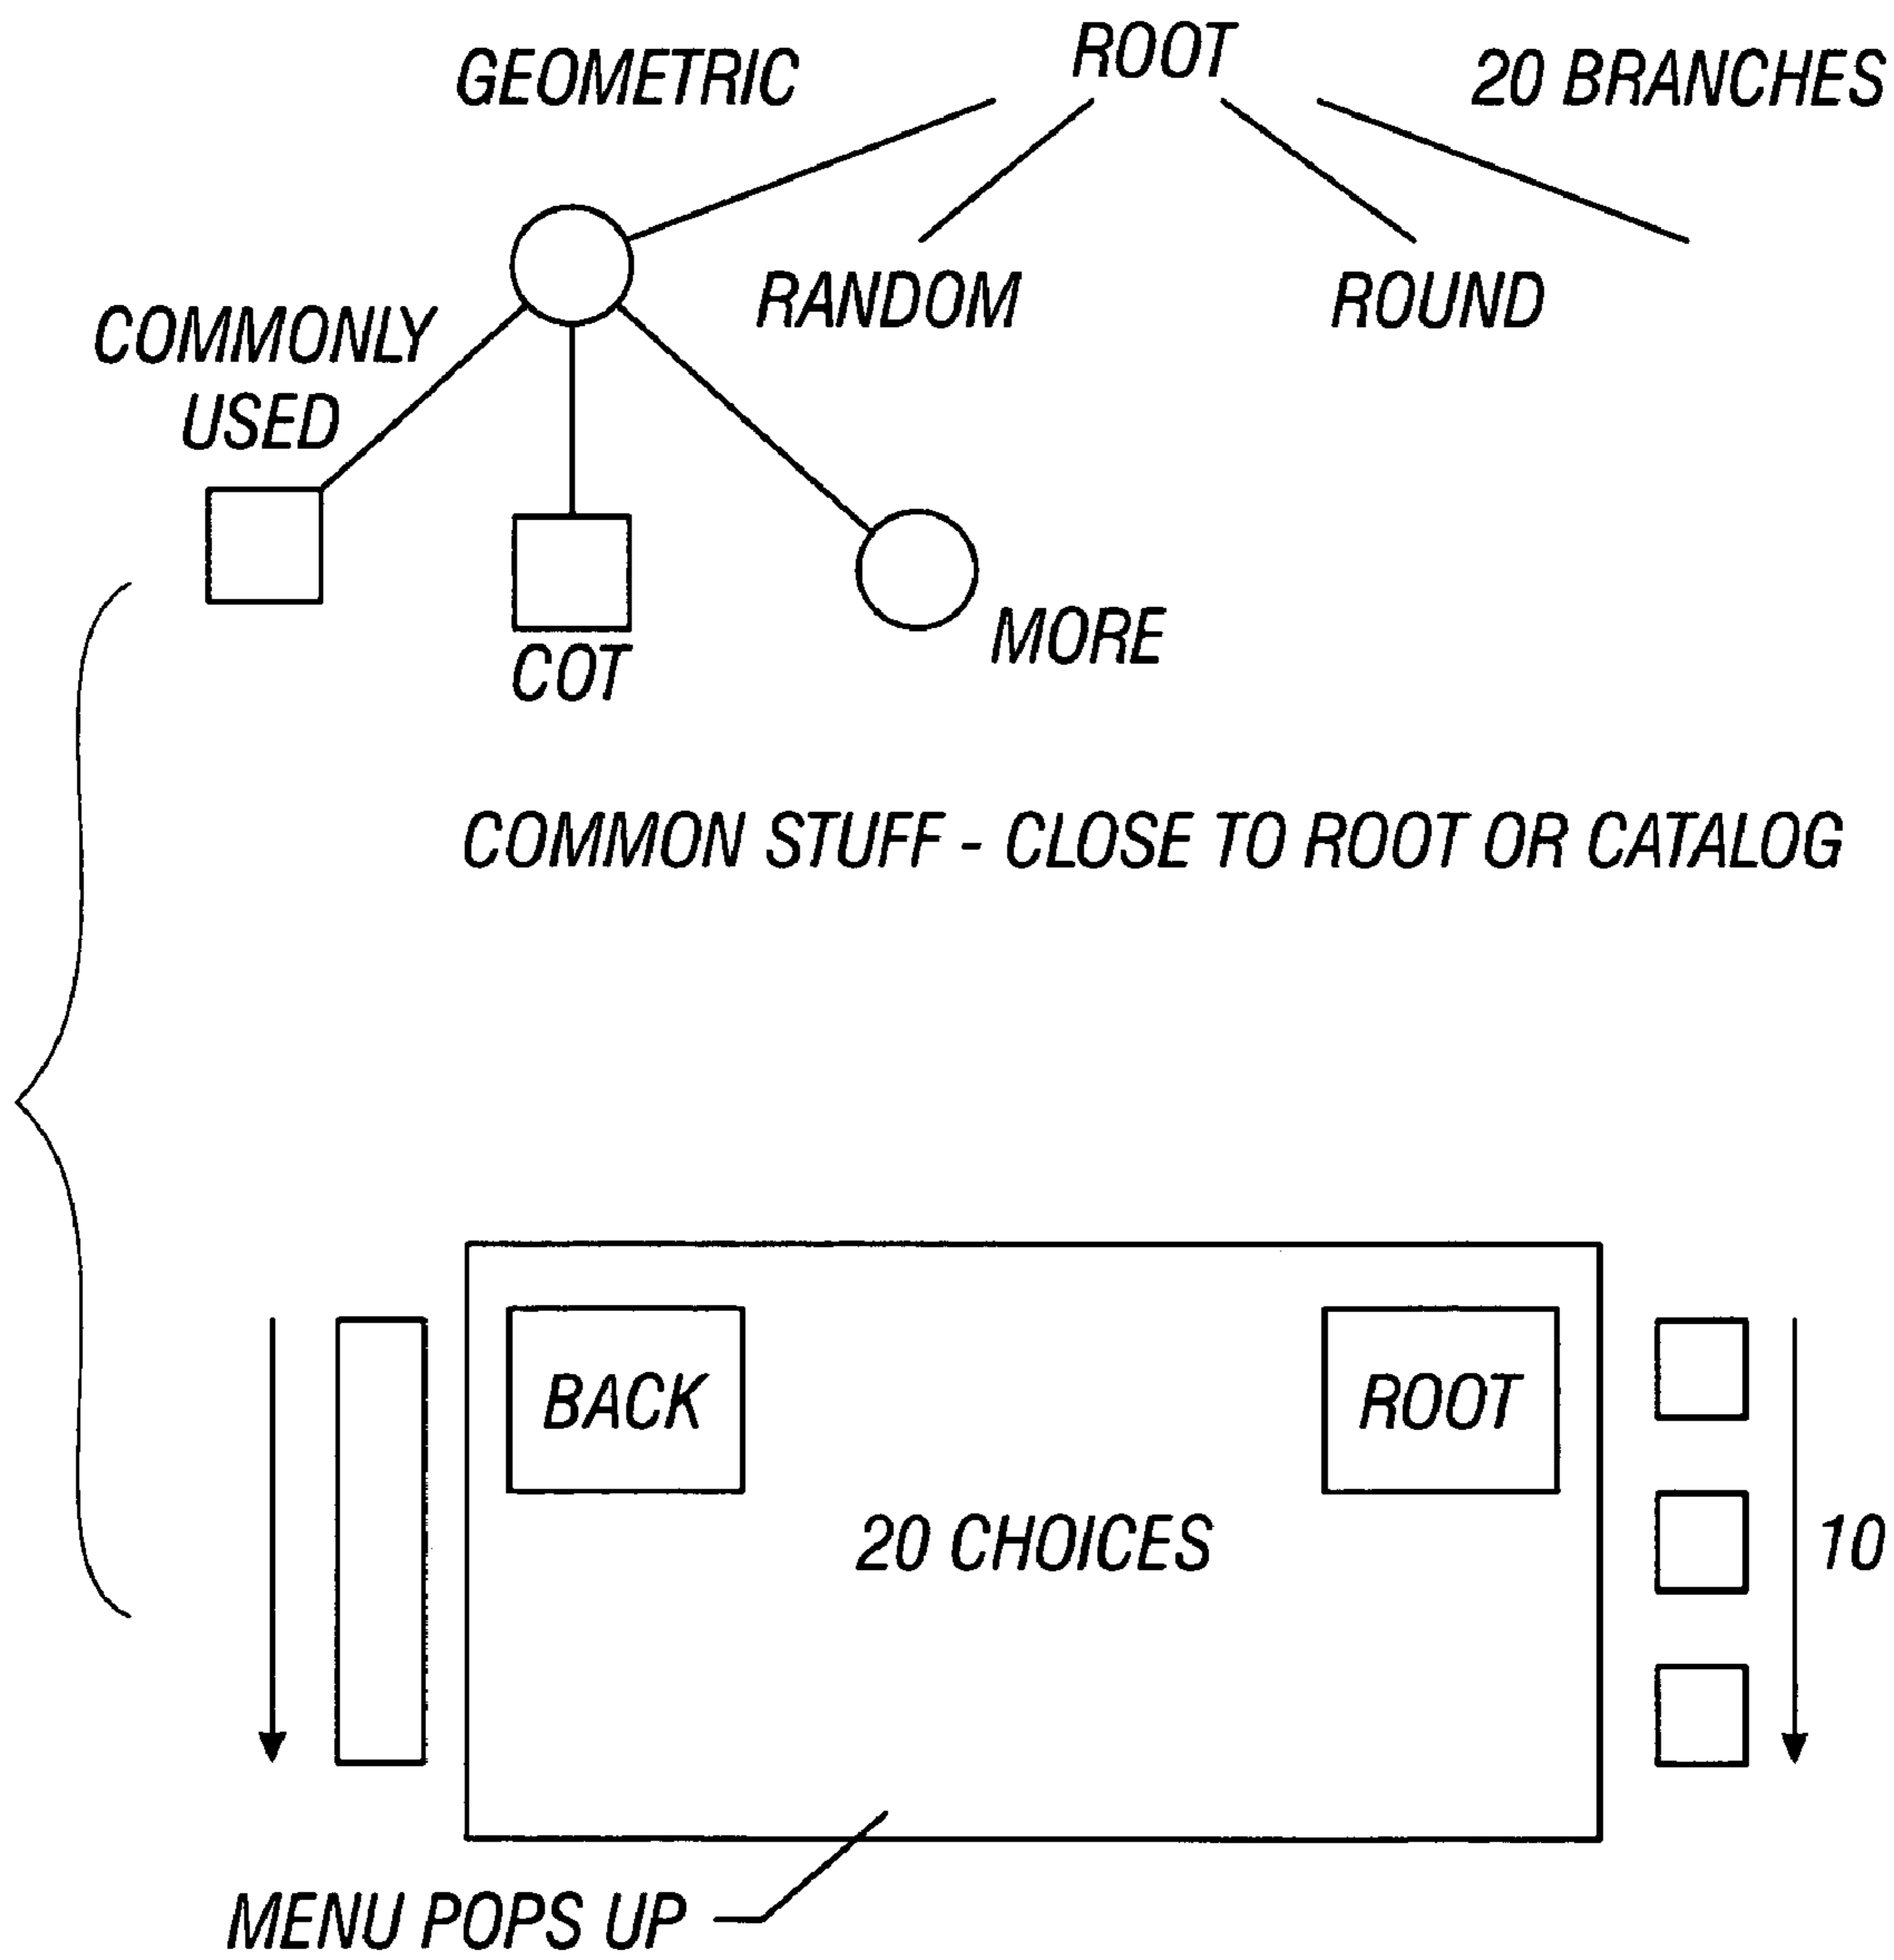 ROOT
GEOMETRIC
20 BRANCHES
RANDOM
ROUND
COMMONLY
USED
MORE
COT
COMMON STUFF - CLOSE TO ROOT OR CATALOG
BACK
ROOT
20 CHOICES
10
MENU POPS UP